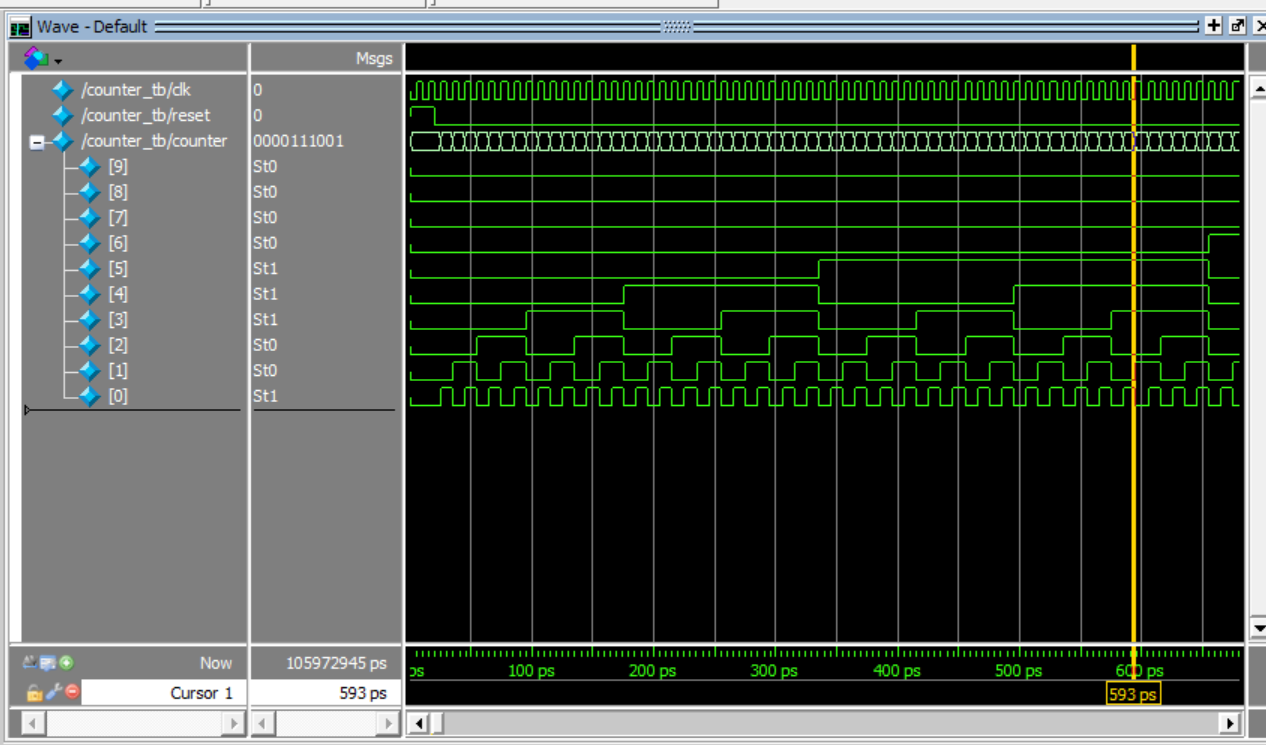 Wave - Default
Msgs
/counter_tb/clk 0
/counter_tb/reset 0
/counter_tb/counter 0000111001
[9] St0
[8] St0
[7] St0
[6] St0
[5] St1
[4] St1
[3] St1
[2] St0
[1] St0
[0] St1
Now 105972945 ps
ps 100 ps 200 ps 300 ps 400 ps 500 ps 600 ps
Cursor 1 593 ps
593 ps